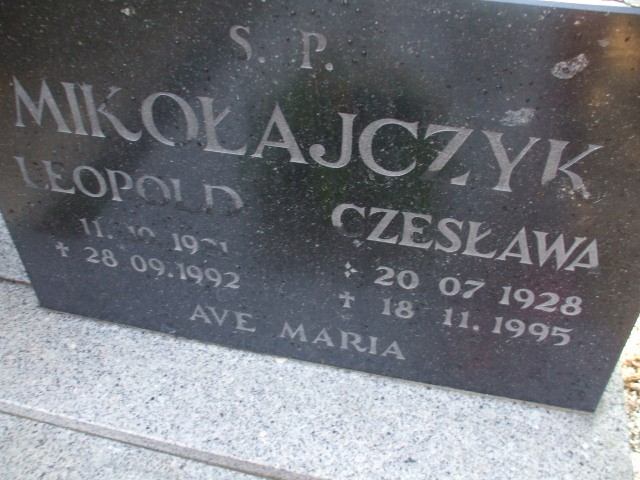 S. P.
MIKOŁAJCZYK
LEOPOLD
✝ 28 09.1992
CZESŁAWA
20 07 1928
✝ 18 11.1995
AVE MARIA